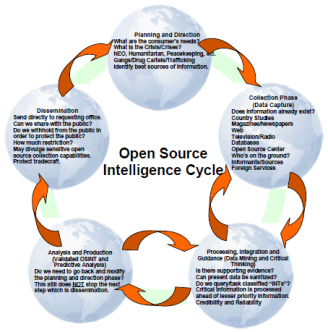 Planning and Direction
What are the consumer's needs?
What is the Crisis/Crises?
NEO, Humanitarian, Peacekeeping, etc.
Gangs/Drug Cartels/Trafficking
Identify best sources of information.
Dissemination
Send directly to requesting office.
Can we share with the public?
Do we withhold from the public in
order to protect the public?
How much restriction?
May divulge sensitive open
source collection capabilities.
Protect tradecraft.
Collection Phase
(Data Capture)
Does information already exist?
Country Studies
Magazines/Newspapers
Web
Television/Radio
Databases
Open Source Center
Who's on the ground?
Informants/Sources
Foreign Services
Open Source
Intelligence Cycle
Analysis and Production
(Validated OSINT and
Predictive Analysis)
Do we need to go back and modify
the planning and direction phase?
This still does NOT stop the next
step which is dissemination.
Processing, Integration and
Guidance (Data Mining and Critical
Thinking)
Is there supporting evidence?
Can present data be sanitized?
Do we query/task classified "INTs"?
Critical Information is processed
ahead of lesser priority information.
Credibility and Reliability